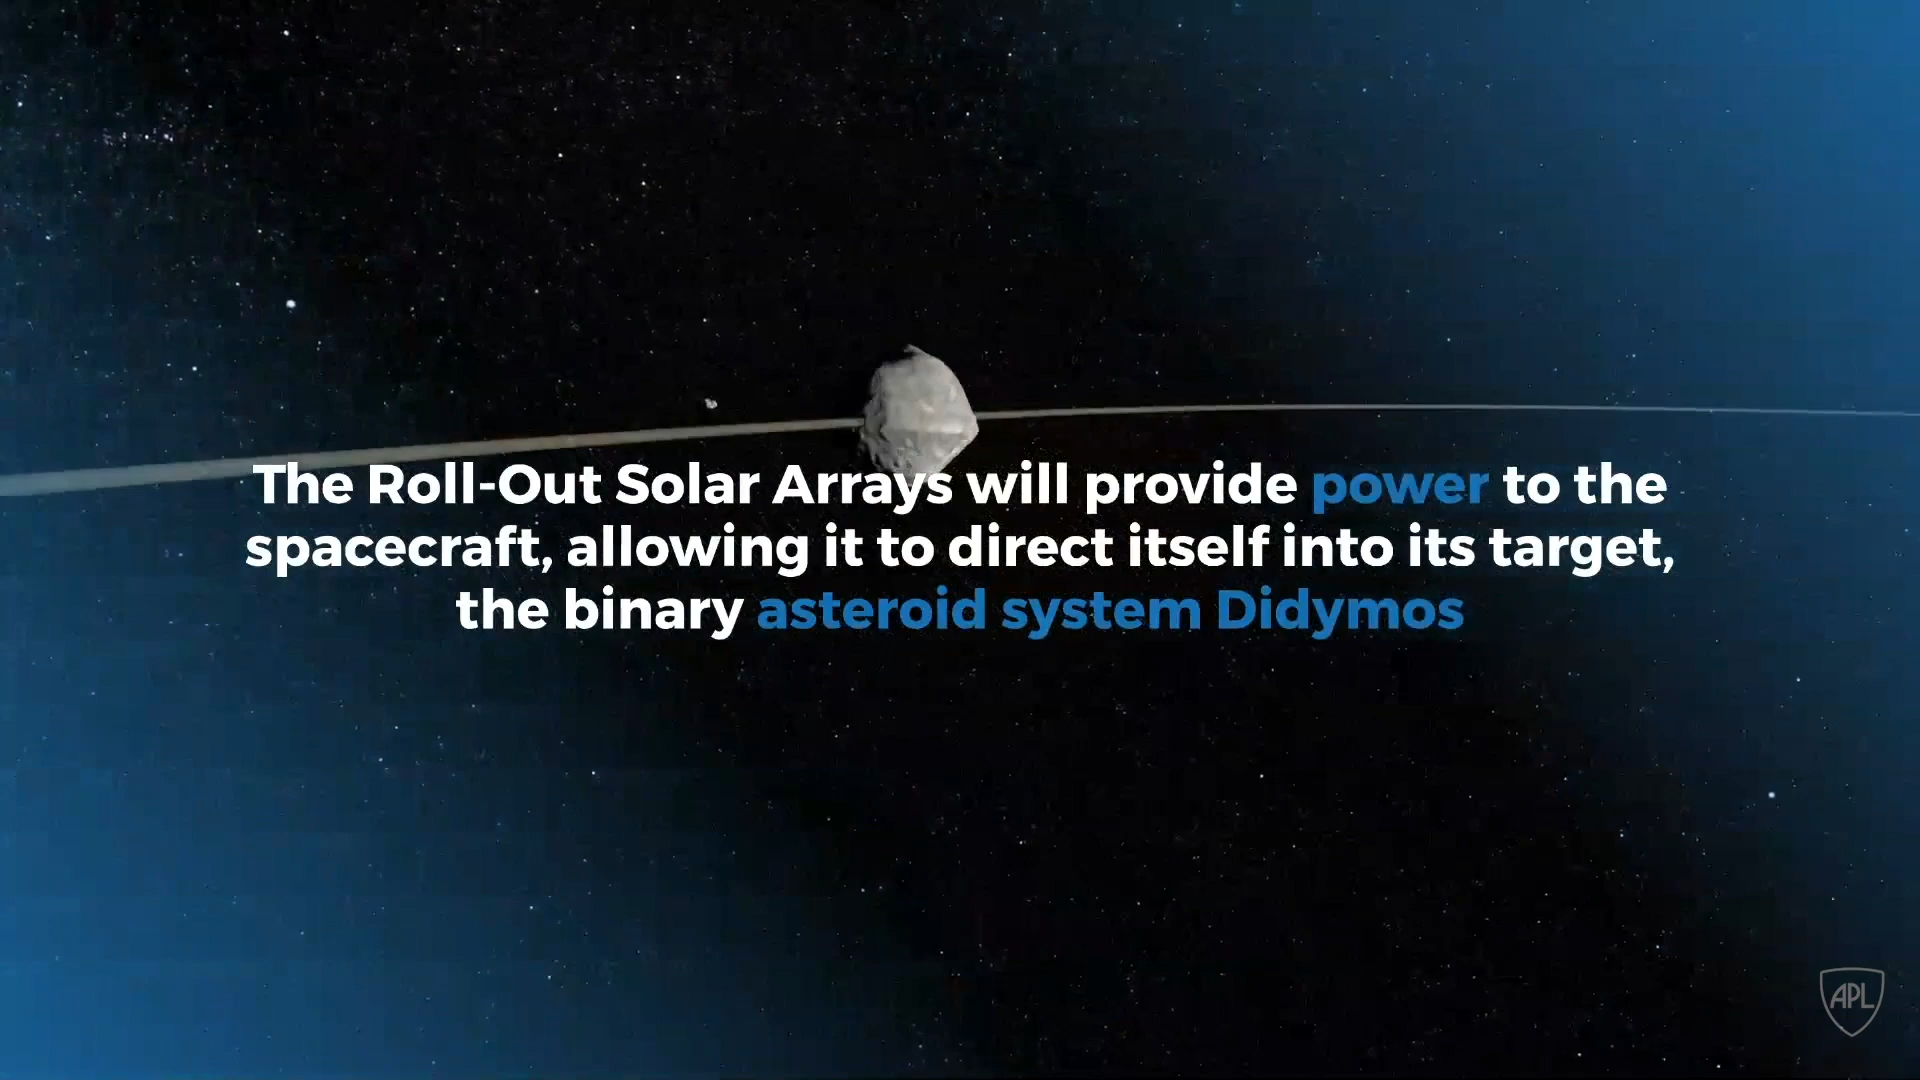 The Roll-Out Solar Arrays will provide power to the
spacecraft, allowing it to direct itself into its target,
the binary asteroid system Didymos
APL